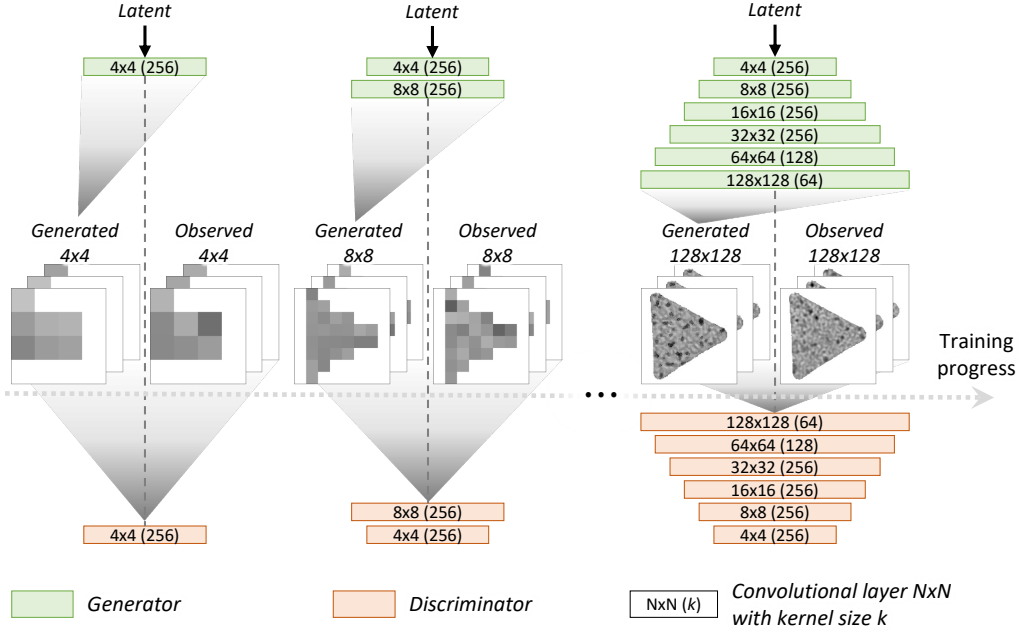 Latent
Latent
Latent
4x4 (256)
4x4 (256)
8x8 (256)
4x4 (256)
8x8 (256)
16x16 (256)
32x32 (256)
64x64 (128)
128x128 (64)
Generated
4x4
Observed
4x4
Generated
8x8
Observed
8x8
Generated
128x128
Observed
128x128
Training
progress
...
4x4 (256)
8x8 (256)
4x4 (256)
128x128 (64)
64x64 (128)
32x32 (256)
16x16 (256)
8x8 (256)
4x4 (256)
Generator
Discriminator
NxN (k)
Convolutional layer NxN
with kernel size k